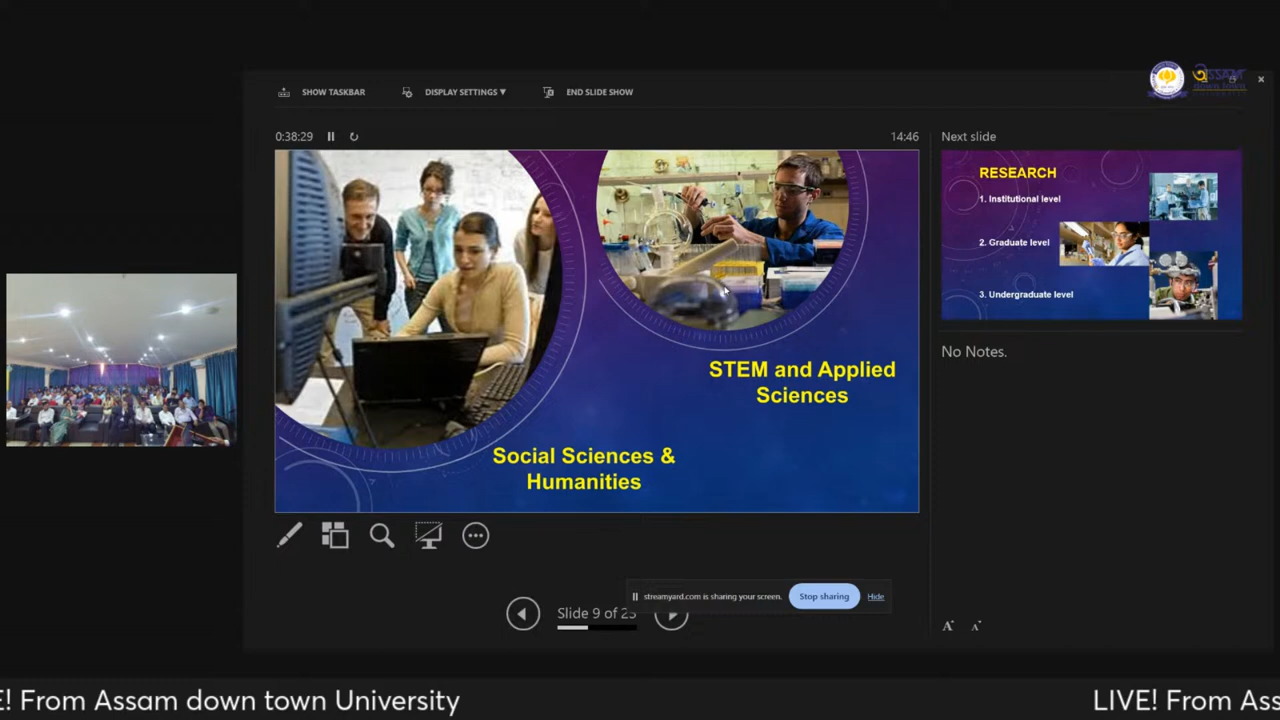 SHOW TASKBAR
DISPLAY SETTINGS ▼
END SLIDE SHOW
0:38:29
14:46
Next slide
RESEARCH
1. Institutional level
2. Graduate level
3. Undergraduate level
STEM and Applied
Sciences
Social Sciences &
Humanities
No Notes.
streamyard.com is sharing your screen.
Stop sharing
Hide
Slide 9 of 23
A
A
E! From Assam down town University
LIVE! From Ass